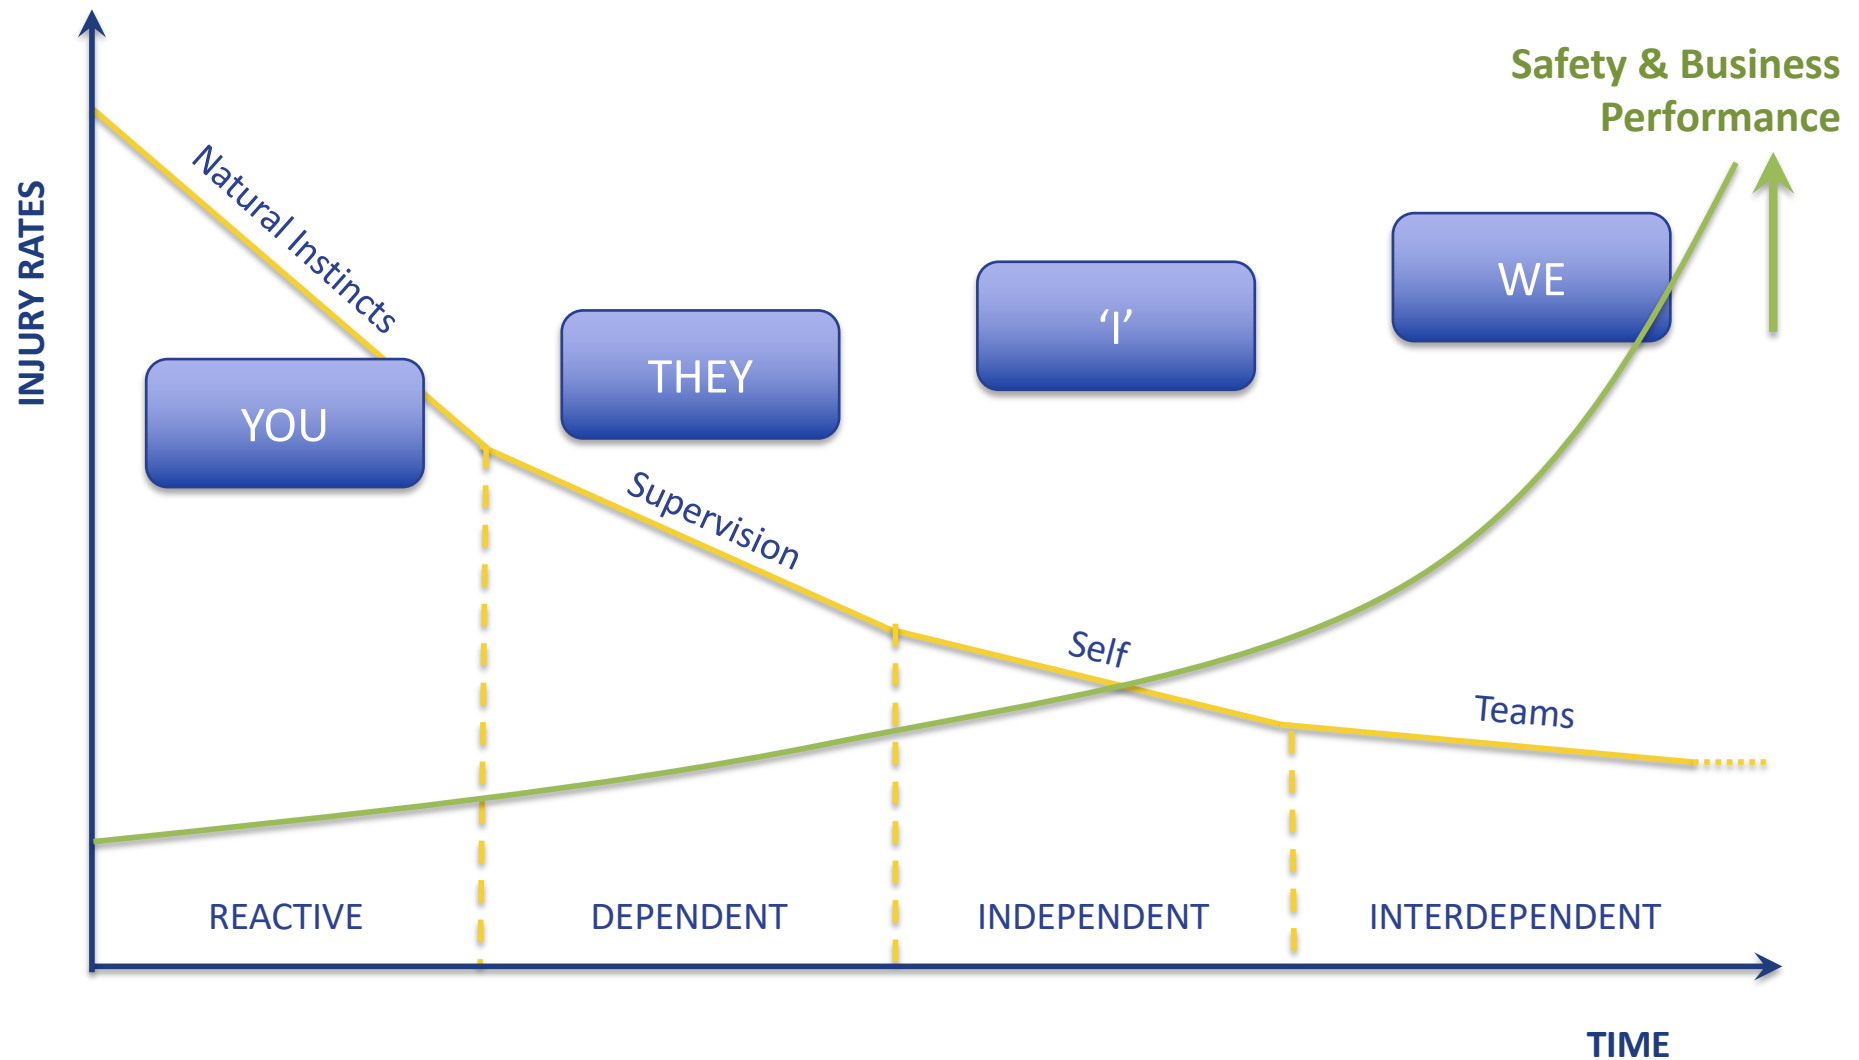 Safety & Business
Performance
INJURY RATES
Natural Instincts
YOU
THEY
‘I’
WE
Supervision
Self
Teams
REACTIVE
DEPENDENT
INDEPENDENT
INTERDEPENDENT
TIME